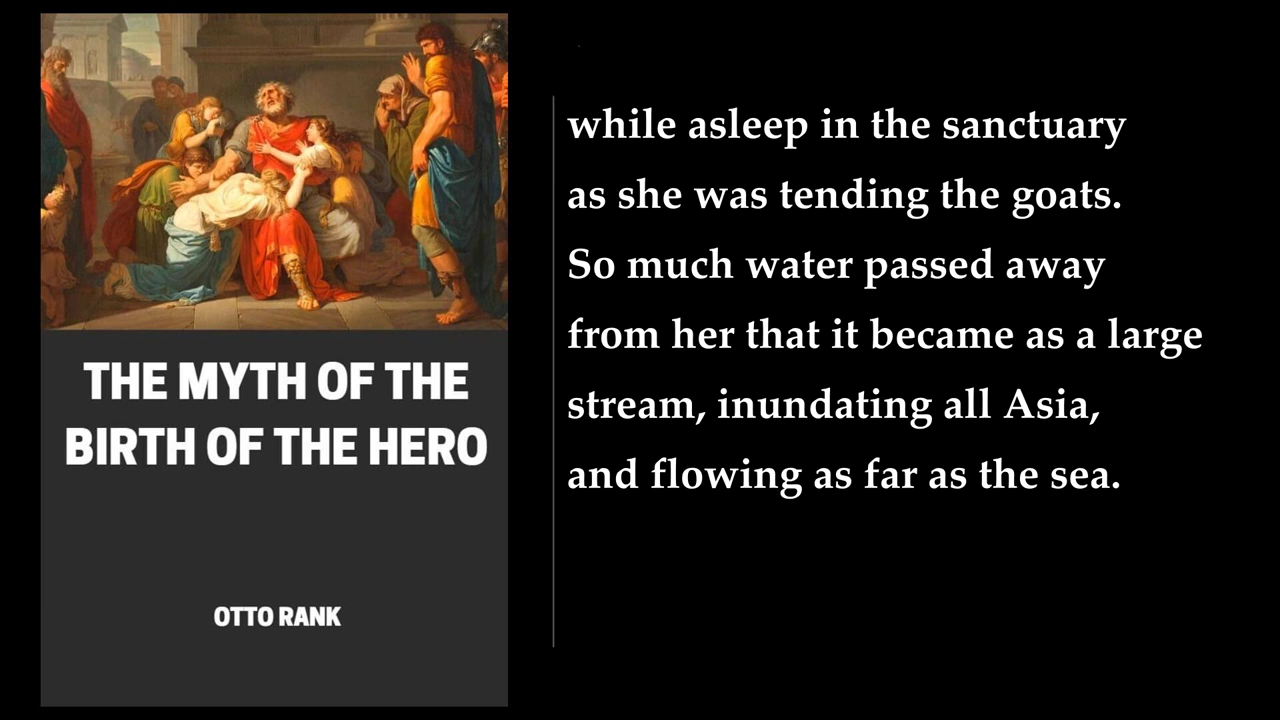 THE MYTH OF THE
BIRTH OF THE HERO
OTTO RANK
while asleep in the sanctuary
as she was tending the goats.
So much water passed away
from her that it became as a large
stream, inundating all Asia,
and flowing as far as the sea.